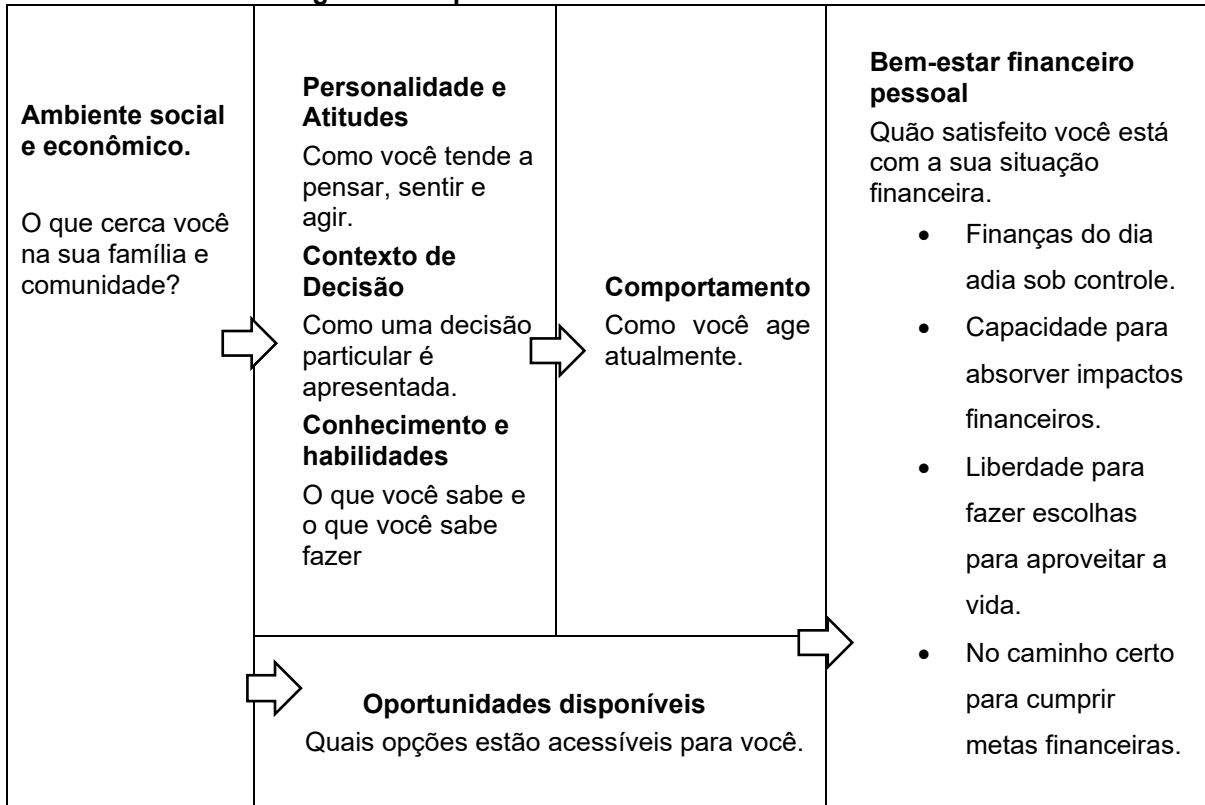 Ambiente social
e econômico.
O que cerca você
na sua família e
comunidade?
Personalidade e
Atitudes
Como você tende a
pensar, sentir e
agir.
Contexto de
Decisão
Como uma decisão
particular é
apresentada.
Conhecimento e
habilidades
O que você sabe e
o que você sabe
fazer
Comportamento
Como você age
atualmente.
Oportunidades disponíveis
Quais opções estão acessíveis para você.
Bem-estar financeiro
pessoal
Quão satisfeito você está
com a sua situação
financeira.
• Finanças do dia
adia sob controle.
• Capacidade para
absorver impactos
financeiros.
• Liberdade para
fazer escolhas
para aproveitar a
vida.
• No caminho certo
para cumprir
metas financeiras.